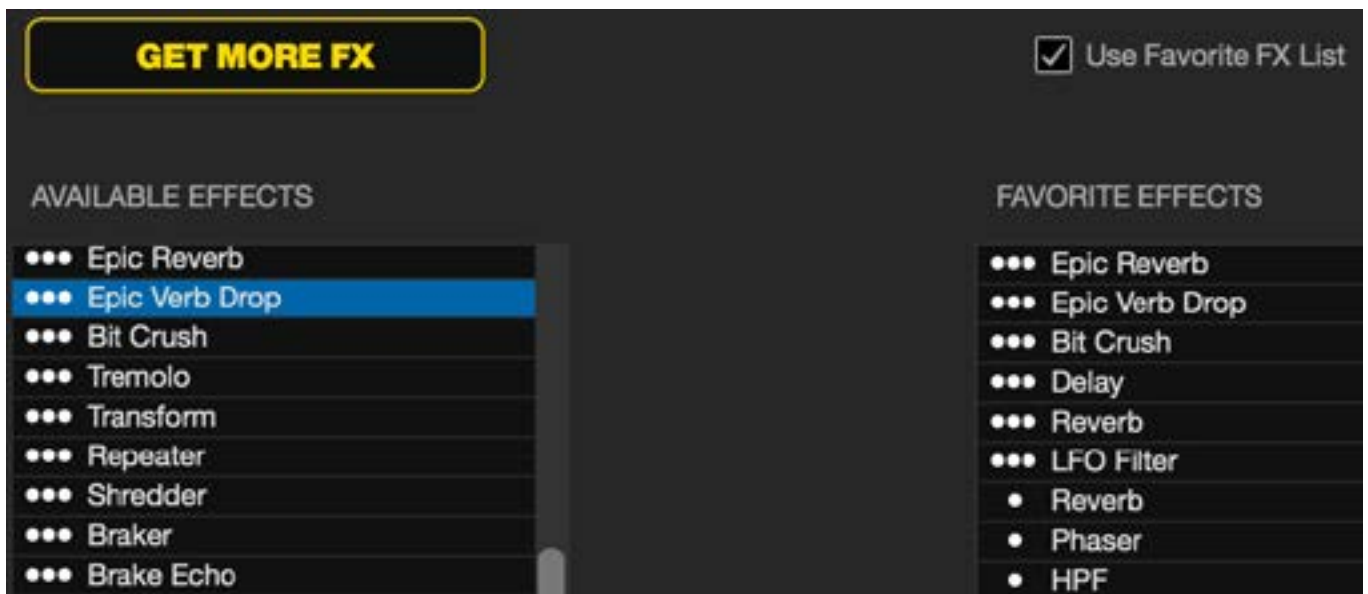 GET MORE FX
Use Favorite FX List
AVAILABLE EFFECTS
Epic Reverb
Epic Verb Drop
Bit Crush
Tremolo
Transform
Repeater
Shredder
Braker
Brake Echo
FAVORITE EFFECTS
Epic Reverb
Epic Verb Drop
Bit Crush
Delay
Reverb
LFO Filter
Reverb
Phaser
HPF